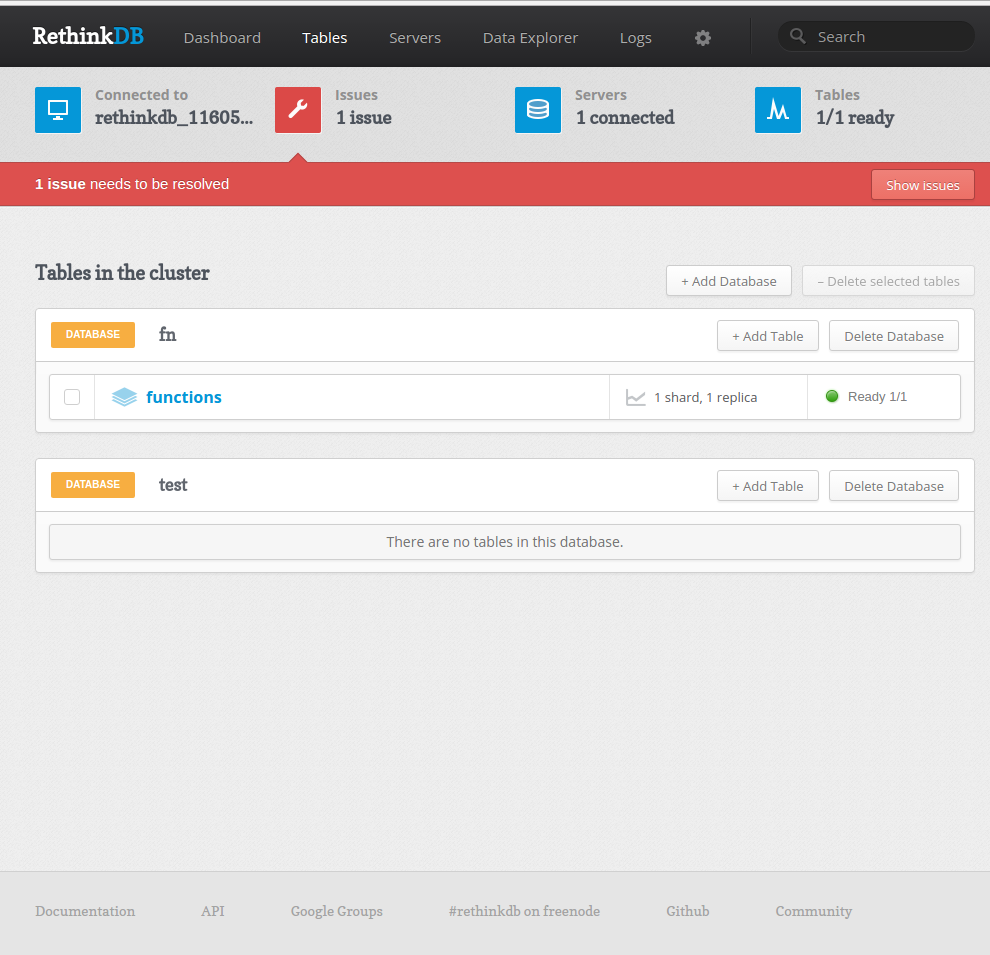 RethinkDB Dashboard Tables Servers Data Explorer Logs Search
Connected to
rethinkdb_11605...
Issues
1 issue
Servers
1 connected
Tables
1/1 ready
1 issue needs to be resolved Show issues
Tables in the cluster + Add Database – Delete selected tables
DATABASE fn + Add Table Delete Database
functions 1 shard, 1 replica Ready 1/1
DATABASE test + Add Table Delete Database
There are no tables in this database.
Documentation API Google Groups #rethinkdb on freenode Github Community